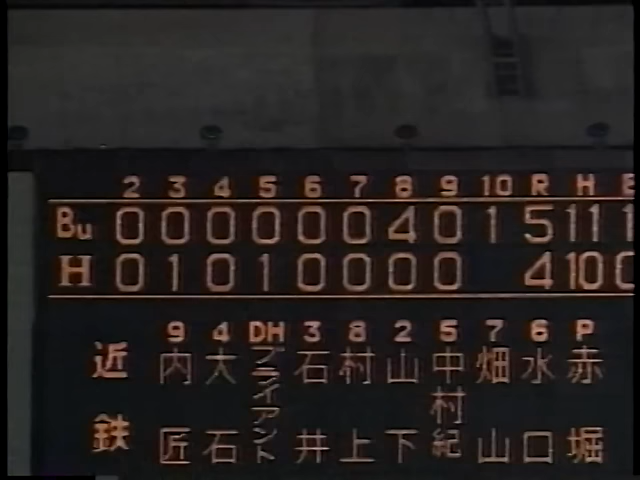 2 3 4 5 6 7 8 9 10 R H E
Bu 0 0 0 0 0 0 4 0 1 5 11 1
H 0 1 0 1 0 0 0 0 4 10 0
9 4 DH 3 8 2 5 7 6 P
近鉄 内匠 大石 ブライアント 石井 村上 山下 中村紀 畑山 水口 赤堀